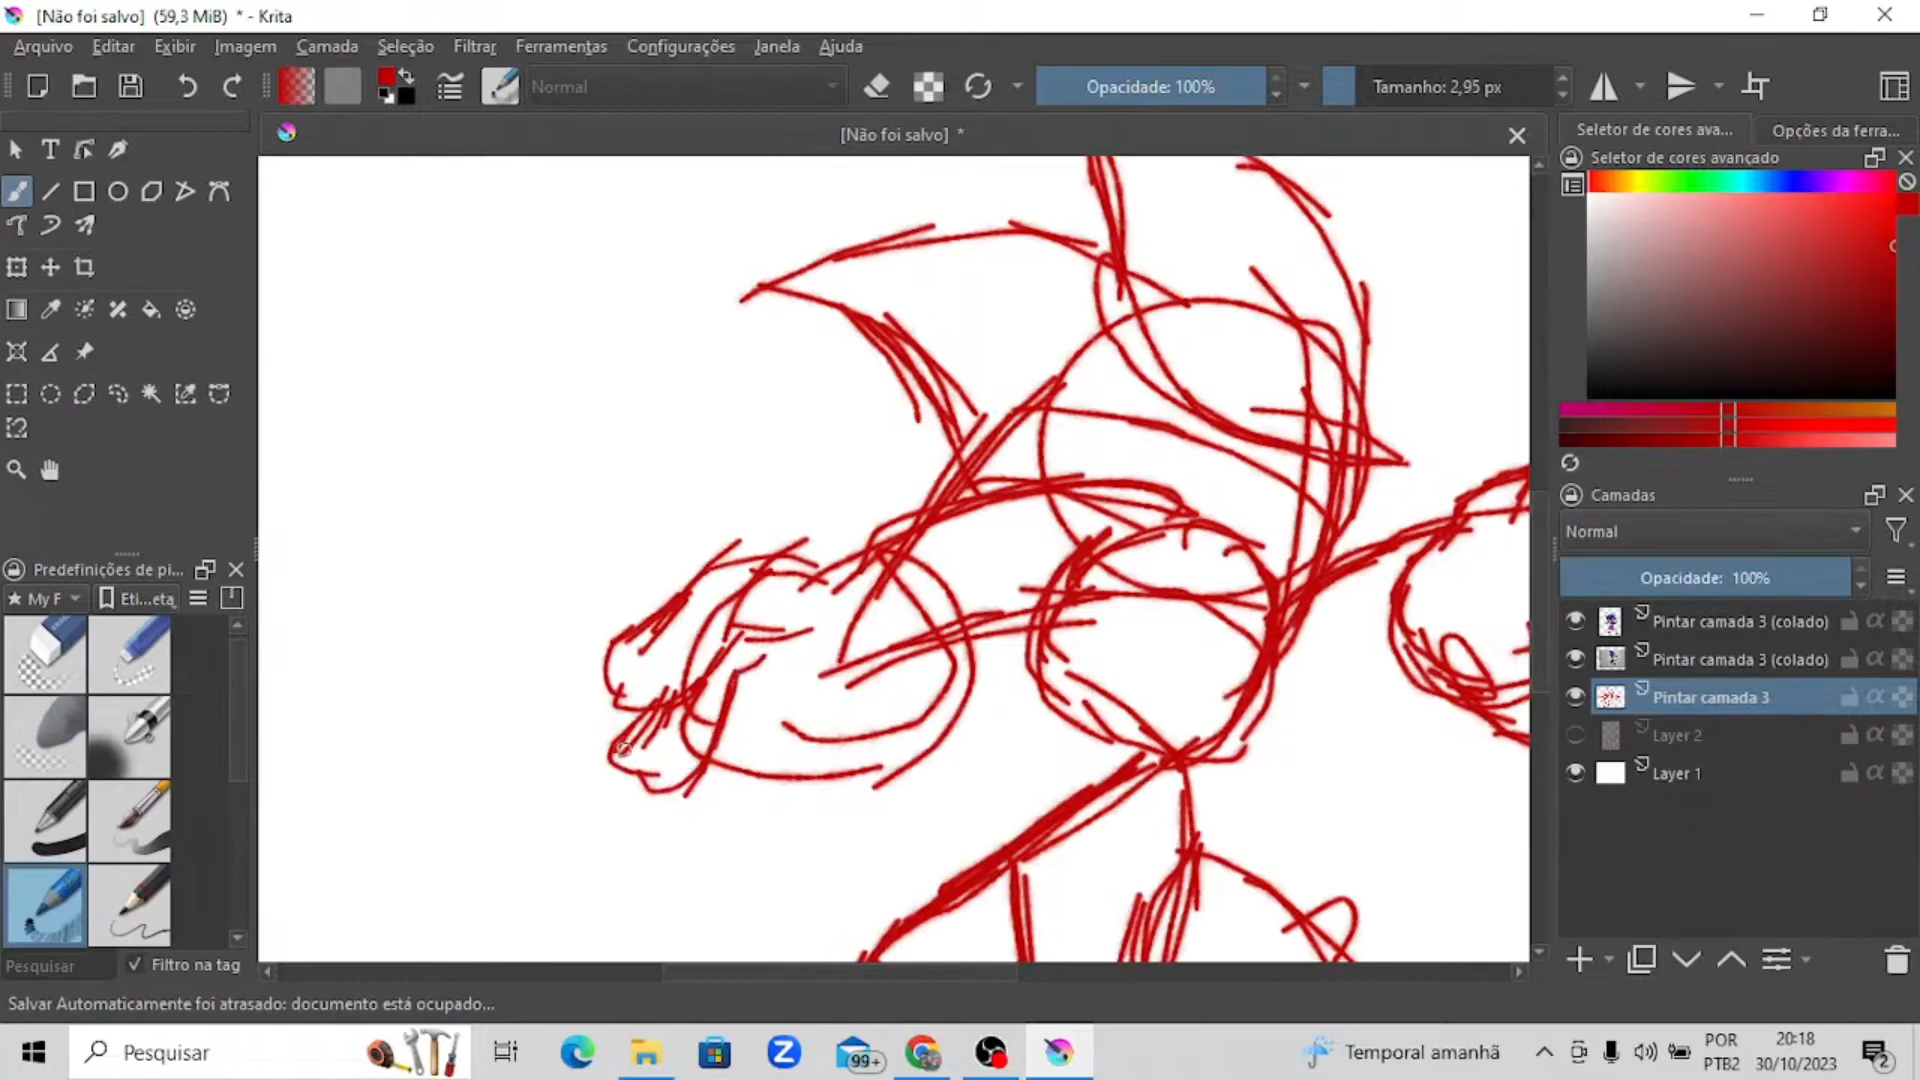 [Não foi salvo]  (59,3 MiB)  * - Krita
Arquivo Editar Exibir Imagem Camada Seleção Filtrar Ferramentas Configurações Janela Ajuda
Normal
Opacidade: 100%
Tamanho: 2,95 px
[Não foi salvo]  *
Seletor de cores ava...
Opções da ferra...
Seletor de cores avançado
Camadas
Normal
Opacidade:  100%
Pintar camada 3 (colado)
Pintar camada 3 (colado)
Pintar camada 3
Layer 2
Layer 1
Predefinições de pi...
★ My F
Eti...eta
Pesquisar
Filtro na tag
Salvar Automaticamente foi atrasado: documento está ocupado...
Pesquisar
99+
Temporal amanhã
POR
PTB2
20:18
30/10/2023
2